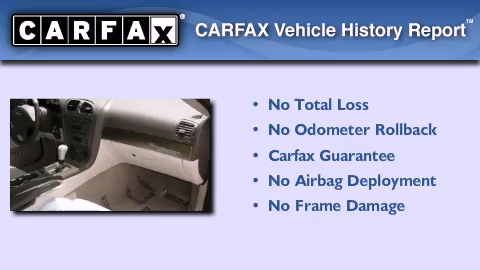 CARFAX® CARFAX Vehicle History Report™
• No Total Loss
• No Odometer Rollback
• Carfax Guarantee
• No Airbag Deployment
• No Frame Damage